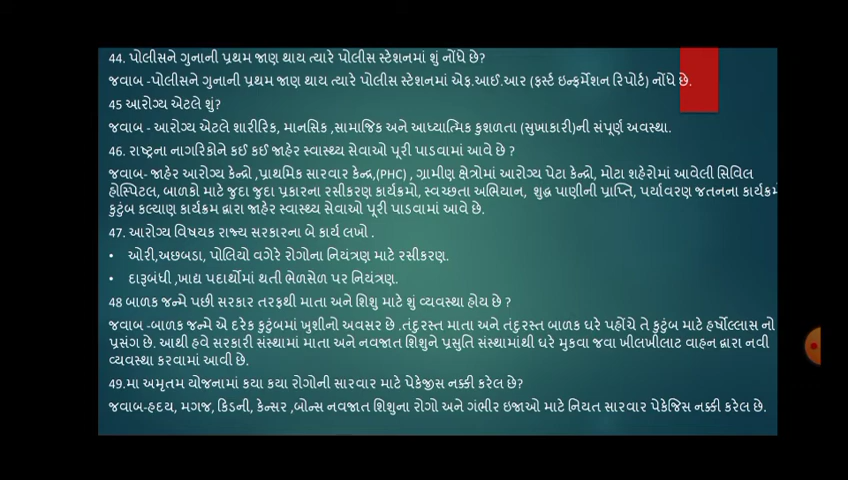 44. પોલીસને ગુનાની પ્રથમ જાણ થાય ત્યારે પોલીસ સ્ટેશનમાં શું નોંધે છે?
જવાબ -પોલીસને ગુનાની પ્રથમ જાણ થાય ત્યારે પોલીસ સ્ટેશનમાં એફ.આઈ.આર (ફર્સ્ટ ઇન્ફર્મેશન રિપોર્ટ) નોંધે છે.
45 આરોગ્ય એટલે શું?
જવાબ - આરોગ્ય એટલે શારીરિક, માનસિક ,સામાજિક અને આધ્યાત્મિક કુશળતા (સુખાકારી)ની સંપૂર્ણ અવસ્થા.
46. રાષ્ટ્રના નાગરિકોને કઈ કઈ જાહેર સ્વાસ્થ્ય સેવાઓ પૂરી પાડવામાં આવે છે ?
જવાબ- જાહેર આરોગ્ય કેન્દ્રો ,પ્રાથમિક સારવાર કેન્દ્ર,(PHC) , ગ્રામીણ ક્ષેત્રોમાં આરોગ્ય પેટા કેન્દ્રો, મોટા શહેરોમાં આવેલી સિવિલ
હોસ્પિટલ, બાળકો માટે જુદા જુદા પ્રકારના રસીકરણ કાર્યક્રમો, સ્વચ્છતા અભિયાન, શુદ્ધ પાણીની પ્રાપ્તિ, પર્યાવરણ જતનના કાર્યક્રમ
કુટુંબ કલ્યાણ કાર્યક્રમ દ્વારા જાહેર સ્વાસ્થ્ય સેવાઓ પૂરી પાડવામાં આવે છે.
47. આરોગ્ય વિષયક રાજ્ય સરકારના બે કાર્ય લખો .
• ઓરી,અછબડા, પોલિયો વગેરે રોગોના નિયંત્રણ માટે રસીકરણ.
• દારૂબંધી ,ખાદ્ય પદાર્થોમાં થતી ભેળસેળ પર નિયંત્રણ.
48 બાળક જન્મે પછી સરકાર તરફથી માતા અને શિશુ માટે શું વ્યવસ્થા હોય છે ?
જવાબ -બાળક જન્મે એ દરેક કુટુંબમાં ખુશીનો અવસર છે .તંદુરસ્ત માતા અને તંદુરસ્ત બાળક ઘરે પહોંચે તે કુટુંબ માટે હર્ષોલ્લાસ નો
પ્રસંગ છે. આથી હવે સરકારી સંસ્થામાં માતા અને નવજાત શિશુને પ્રસુતિ સંસ્થામાંથી ઘરે મુકવા જવા ખીલખીલાટ વાહન દ્વારા નવી
વ્યવસ્થા કરવામાં આવી છે.
49.મા અમૃતમ યોજનામાં કયા કયા રોગોની સારવાર માટે પેકેજીસ નક્કી કરેલ છે?
જવાબ-હૃદય, મગજ, કિડની, કેન્સર ,બોન્સ નવજાત શિશુના રોગો અને ગંભીર ઇજાઓ માટે નિયત સારવાર પેકેજિસ નક્કી કરેલ છે.